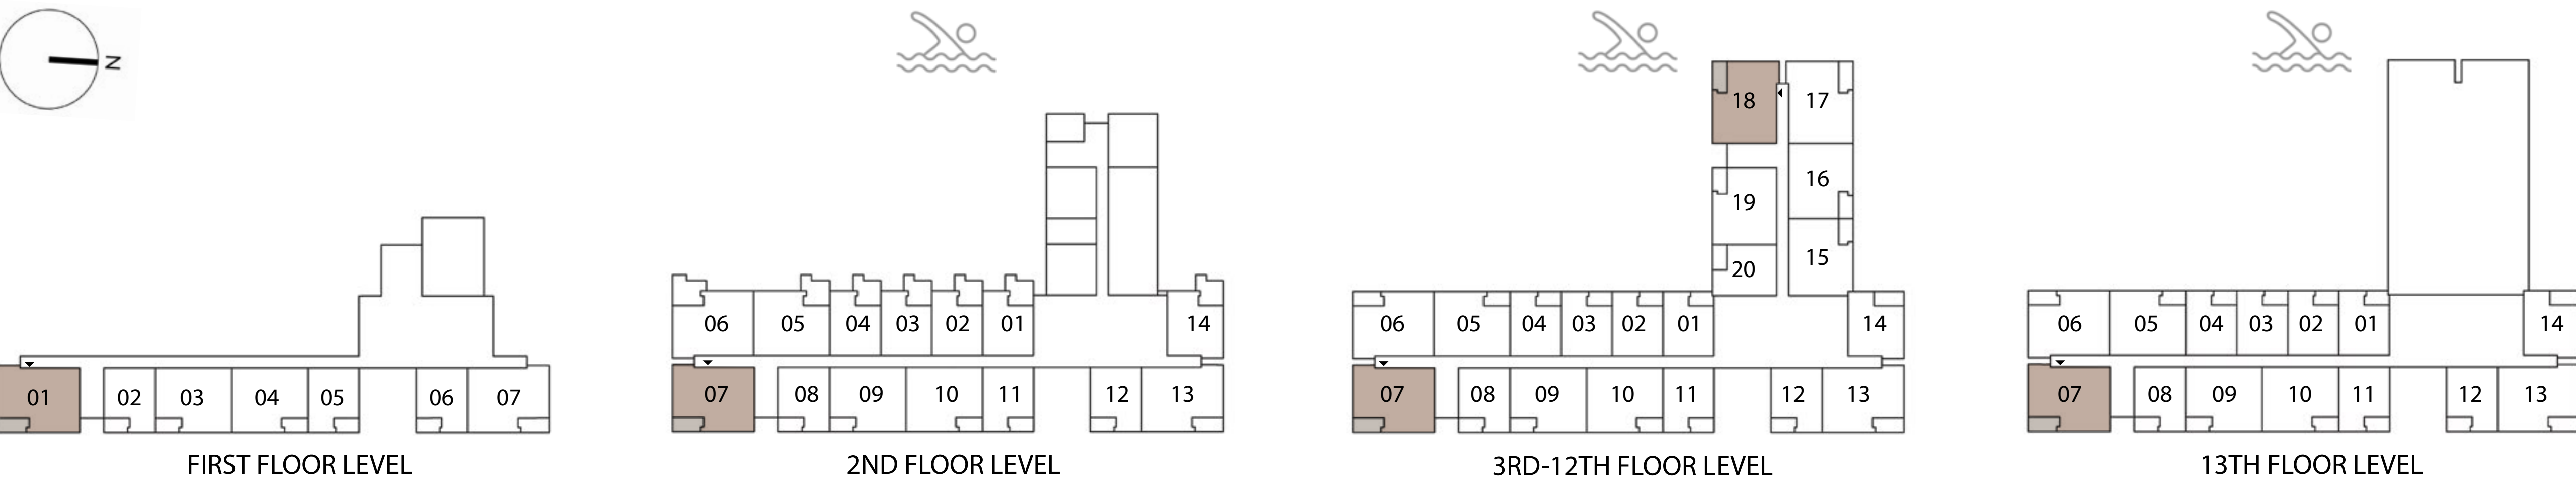 N
01 02 03 04 05 06 07
FIRST FLOOR LEVEL
06 05 04 03 02 01 14
07 08 09 10 11 12 13
2ND FLOOR LEVEL
18 17
16
19
15
20
06 05 04 03 02 01 14
07 08 09 10 11 12 13
3RD-12TH FLOOR LEVEL
06 05 04 03 02 01 14
07 08 09 10 11 12 13
13TH FLOOR LEVEL